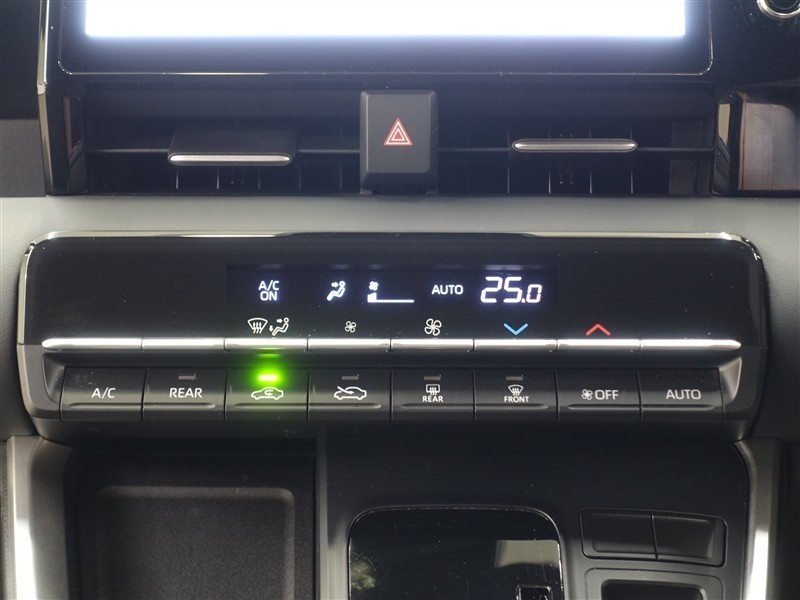 A/C ON AUTO 25.0
A/C REAR REAR FRONT OFF AUTO